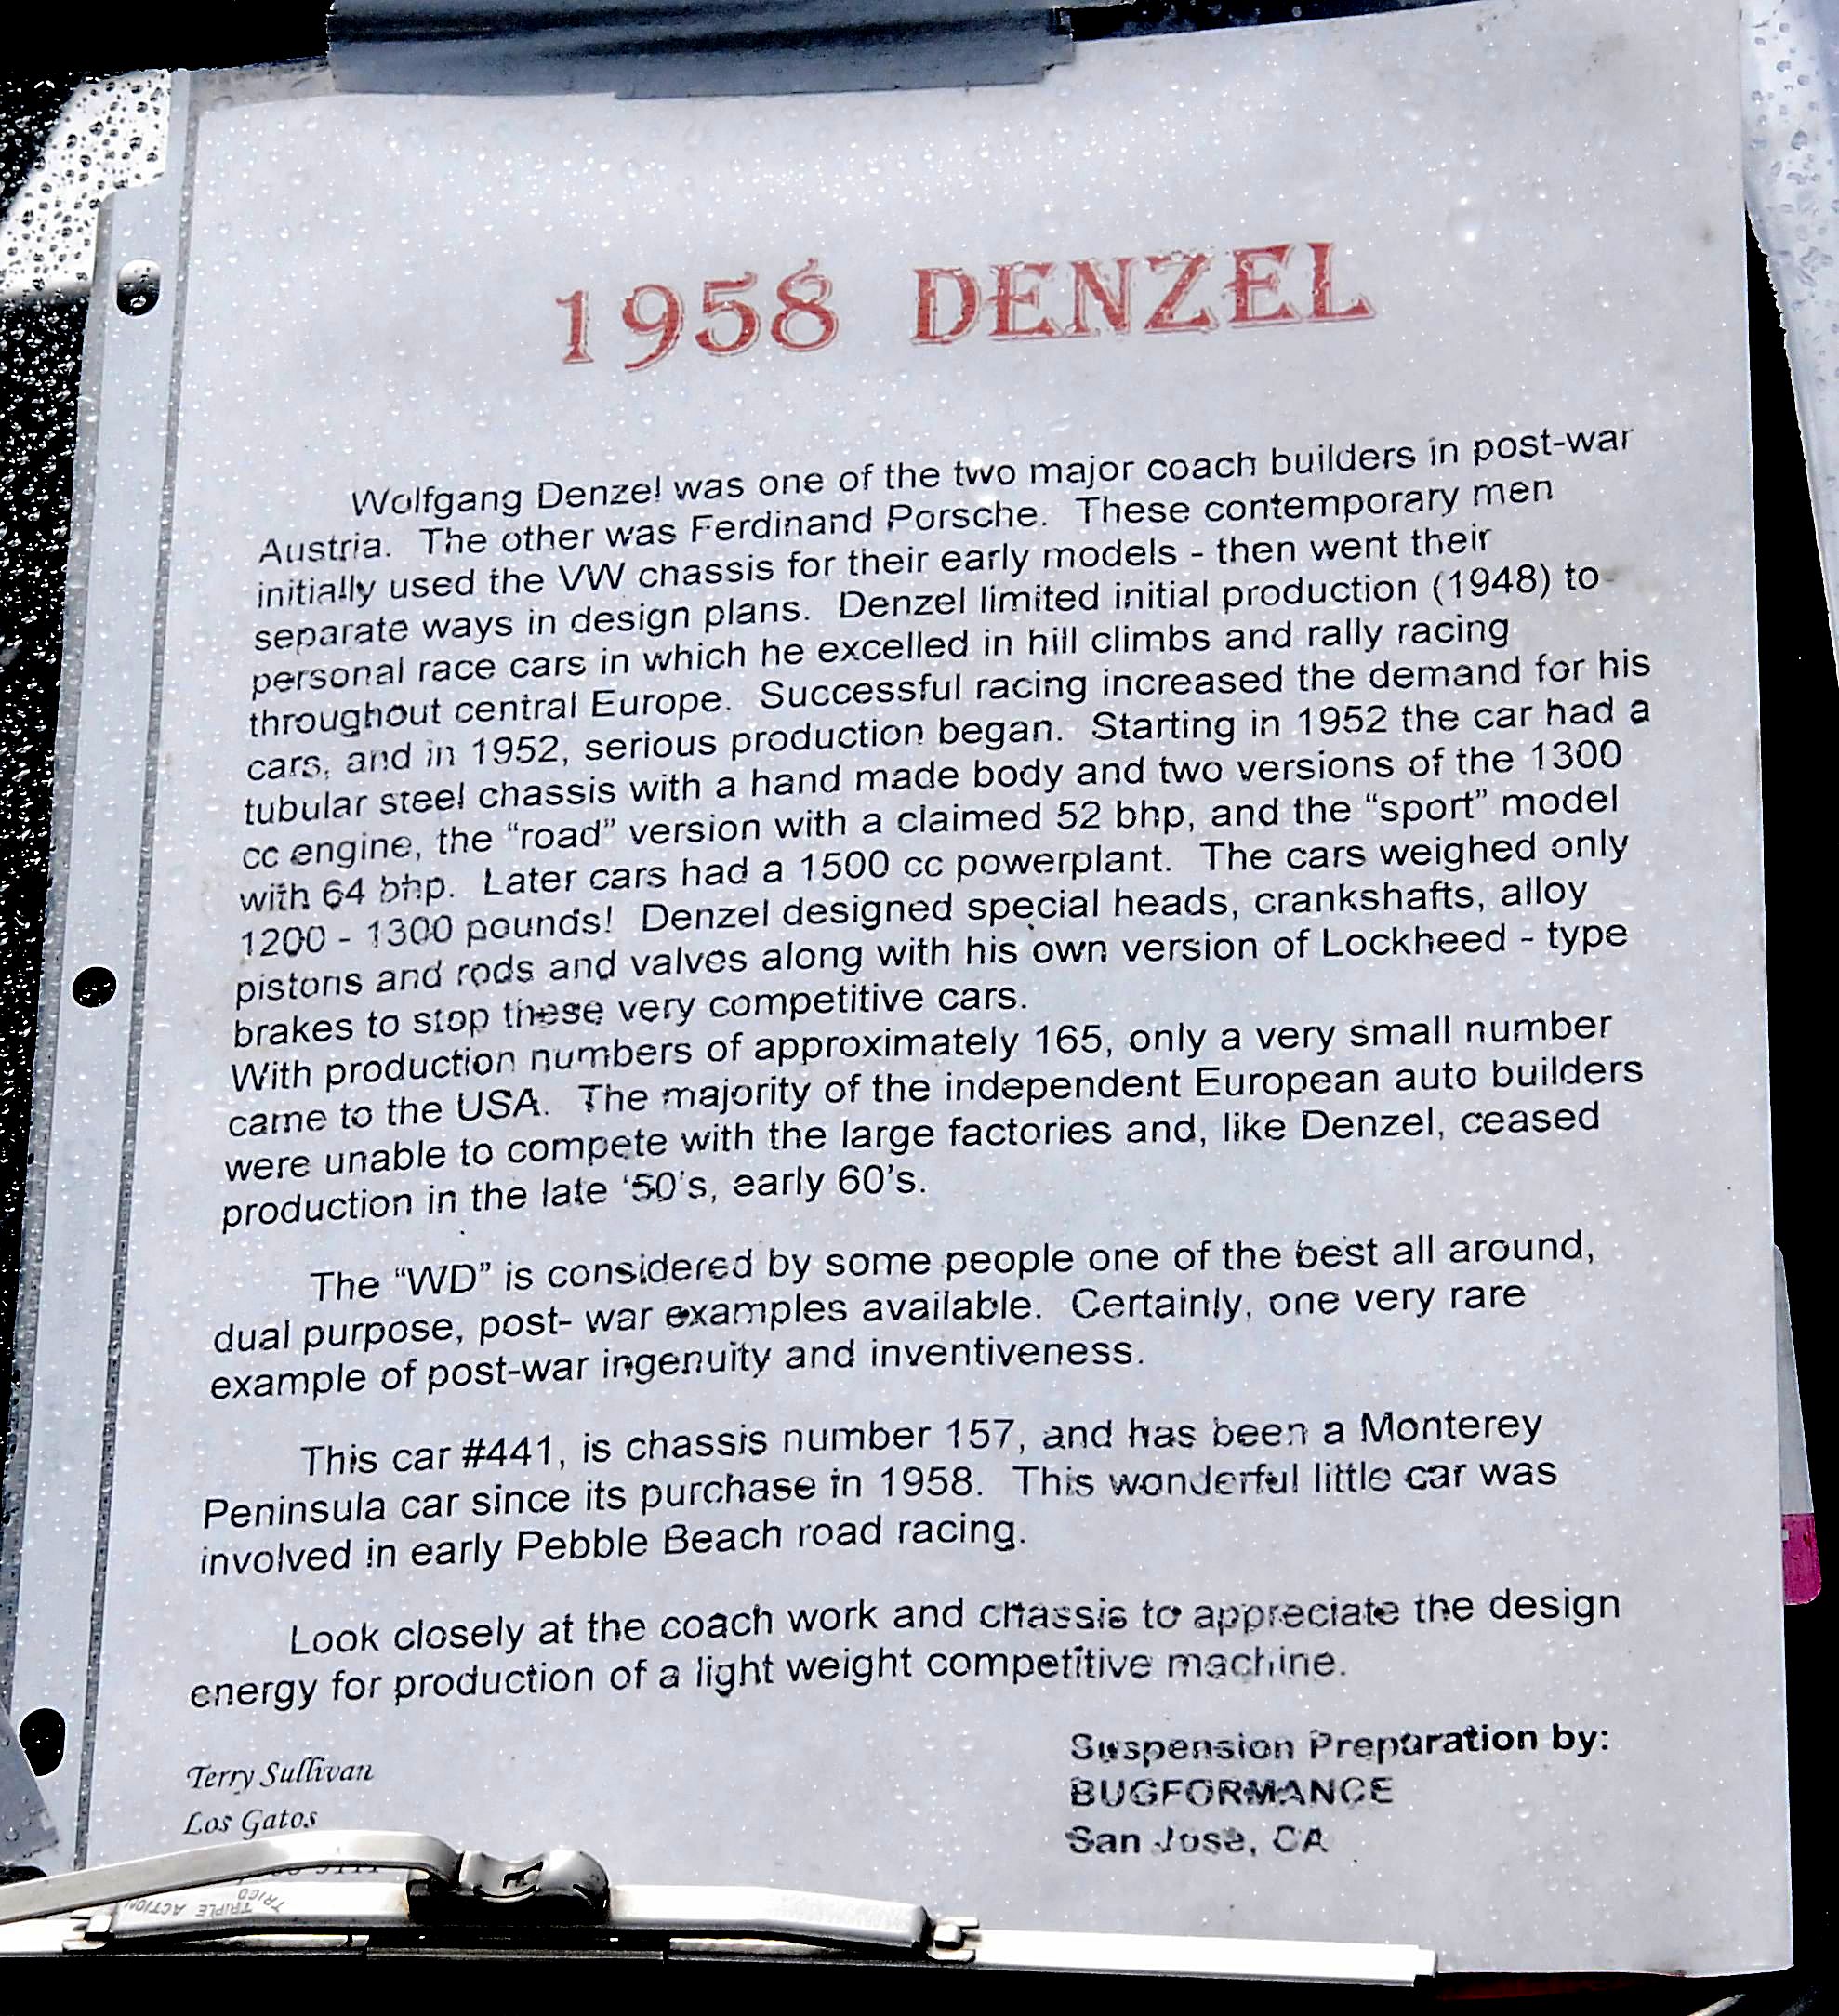 1958 DENZEL
Wolfgang Denzel was one of the two major coach builders in post-war
Austria. The other was Ferdinand Porsche. These contemporary men
initially used the VW chassis for their early models - then went their
separate ways in design plans. Denzel limited initial production (1948) to
personal race cars in which he excelled in hill climbs and rally racing
throughout central Europe. Successful racing increased the demand for his
cars, and in 1952, serious production began. Starting in 1952 the car had a
tubular steel chassis with a hand made body and two versions of the 1300
cc engine, the “road” version with a claimed 52 bhp, and the “sport” model
with 64 bhp. Later cars had a 1500 cc powerplant. The cars weighed only
1200 - 1300 pounds! Denzel designed special heads, crankshafts, alloy
pistons and rods and valves along with his own version of Lockheed - type
brakes to stop these very competitive cars.
With production numbers of approximately 165, only a very small number
came to the USA. The majority of the independent European auto builders
were unable to compete with the large factories and, like Denzel, ceased
production in the late ‘50’s, early 60’s.
The “WD” is considered by some people one of the best all around,
dual purpose, post- war examples available. Certainly, one very rare
example of post-war ingenuity and inventiveness.
This car #441, is chassis number 157, and has been a Monterey
Peninsula car since its purchase in 1958. This wonderful little car was
involved in early Pebble Beach road racing.
Look closely at the coach work and chassis to appreciate the design
energy for production of a light weight competitive machine.
Terry Sullivan
Los Gatos
Suspension Preparation by:
BUGFORMANCE
San Jose, CA
TRICO
TRIPLE ACTION